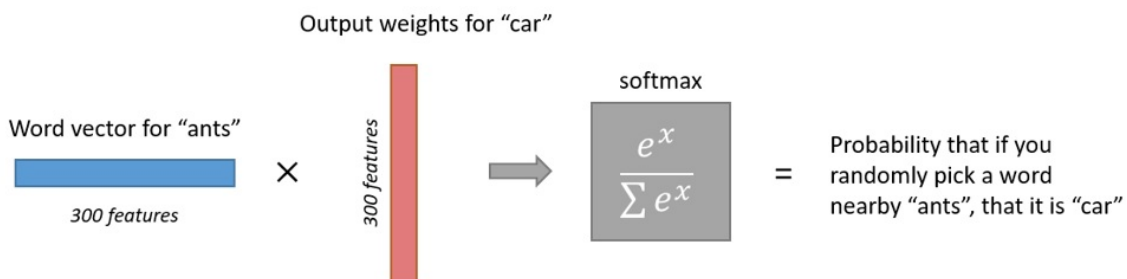 Output weights for “car”
softmax
Word vector for “ants”
300 features
×
300 features
e^x
∑ e^x
=
Probability that if you
randomly pick a word
nearby “ants”, that it is “car”